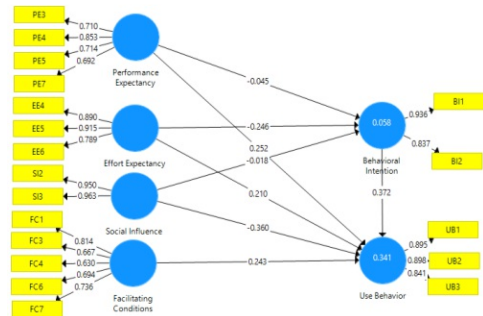 PE3
0.710
PE4
0.853
PE5
0.714
PE7
0.692
Performance
Expectancy
-0.045
EE4
0.890
EE5
0.915
EE6
0.789
Effort Expectancy
-0.246
0.252
-0.018
0.058
Behavioral
Intention
0.936
BI1
0.837
BI2
SI2
0.950
SI3
0.963
Social Influence
0.210
-0.360
0.372
FC1
0.814
FC3
0.667
FC4
0.630
FC6
0.694
FC7
0.736
Facilitating
Conditions
0.243
0.341
Use Behavior
0.895
UB1
0.898
UB2
0.841
UB3